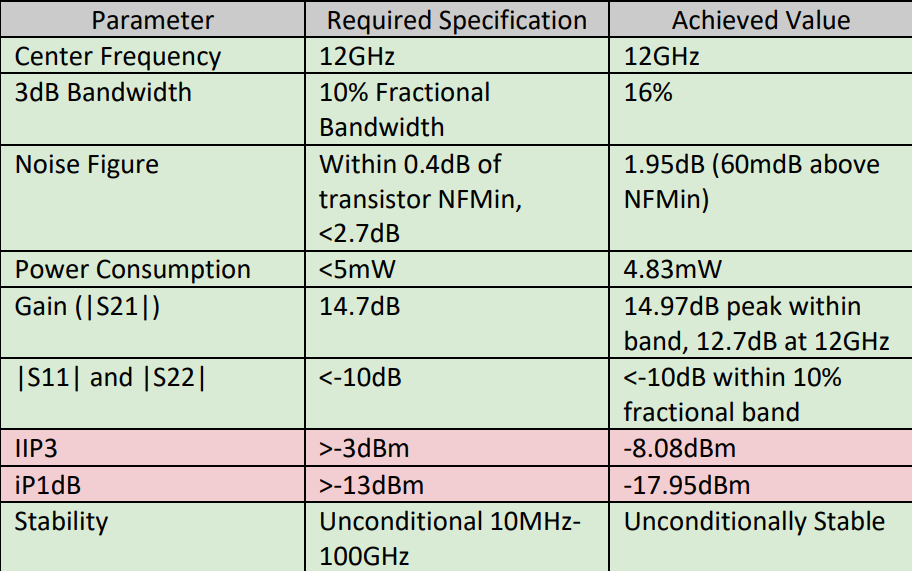 Parameter Required Specification Achieved Value
Center Frequency 12GHz 12GHz
3dB Bandwidth 10% Fractional 16%
Bandwidth
Noise Figure Within 0.4dB of 1.95dB (60mdB above
transistor NFMin, NFMin)
<2.7dB
Power Consumption <5mW 4.83mW
Gain (|S21|) 14.7dB 14.97dB peak within
band, 12.7dB at 12GHz
|S11| and |S22| <-10dB <-10dB within 10%
fractional band
IIP3 >-3dBm -8.08dBm
iP1dB >-13dBm -17.95dBm
Stability Unconditional 10MHz- Unconditionally Stable
100GHz